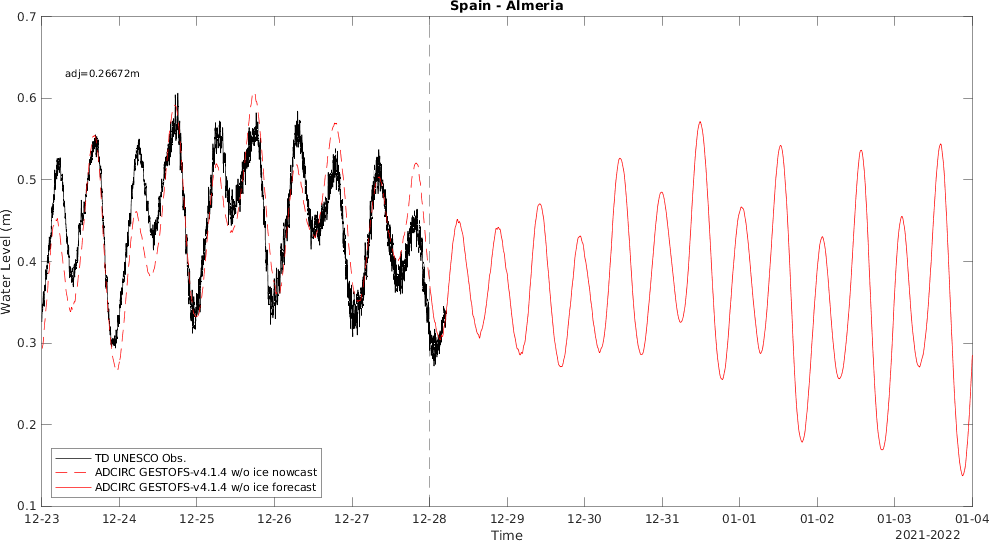 Spain - Almeria
0.7
0.6
0.5
0.4
0.3
0.2
0.1
Water Level (m)
adj=0.26672m
TD UNESCO Obs.
ADCIRC GESTOFS-v4.1.4 w/o ice nowcast
ADCIRC GESTOFS-v4.1.4 w/o ice forecast
12-23 12-24 12-25 12-26 12-27 12-28 12-29 12-30 12-31 01-01 01-02 01-03 01-04
Time
2021-2022